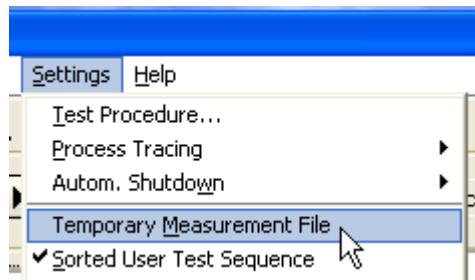 Settings Help
Test Procedure...
Process Tracing
Autom. Shutdown
Temporary Measurement File
Sorted User Test Sequence